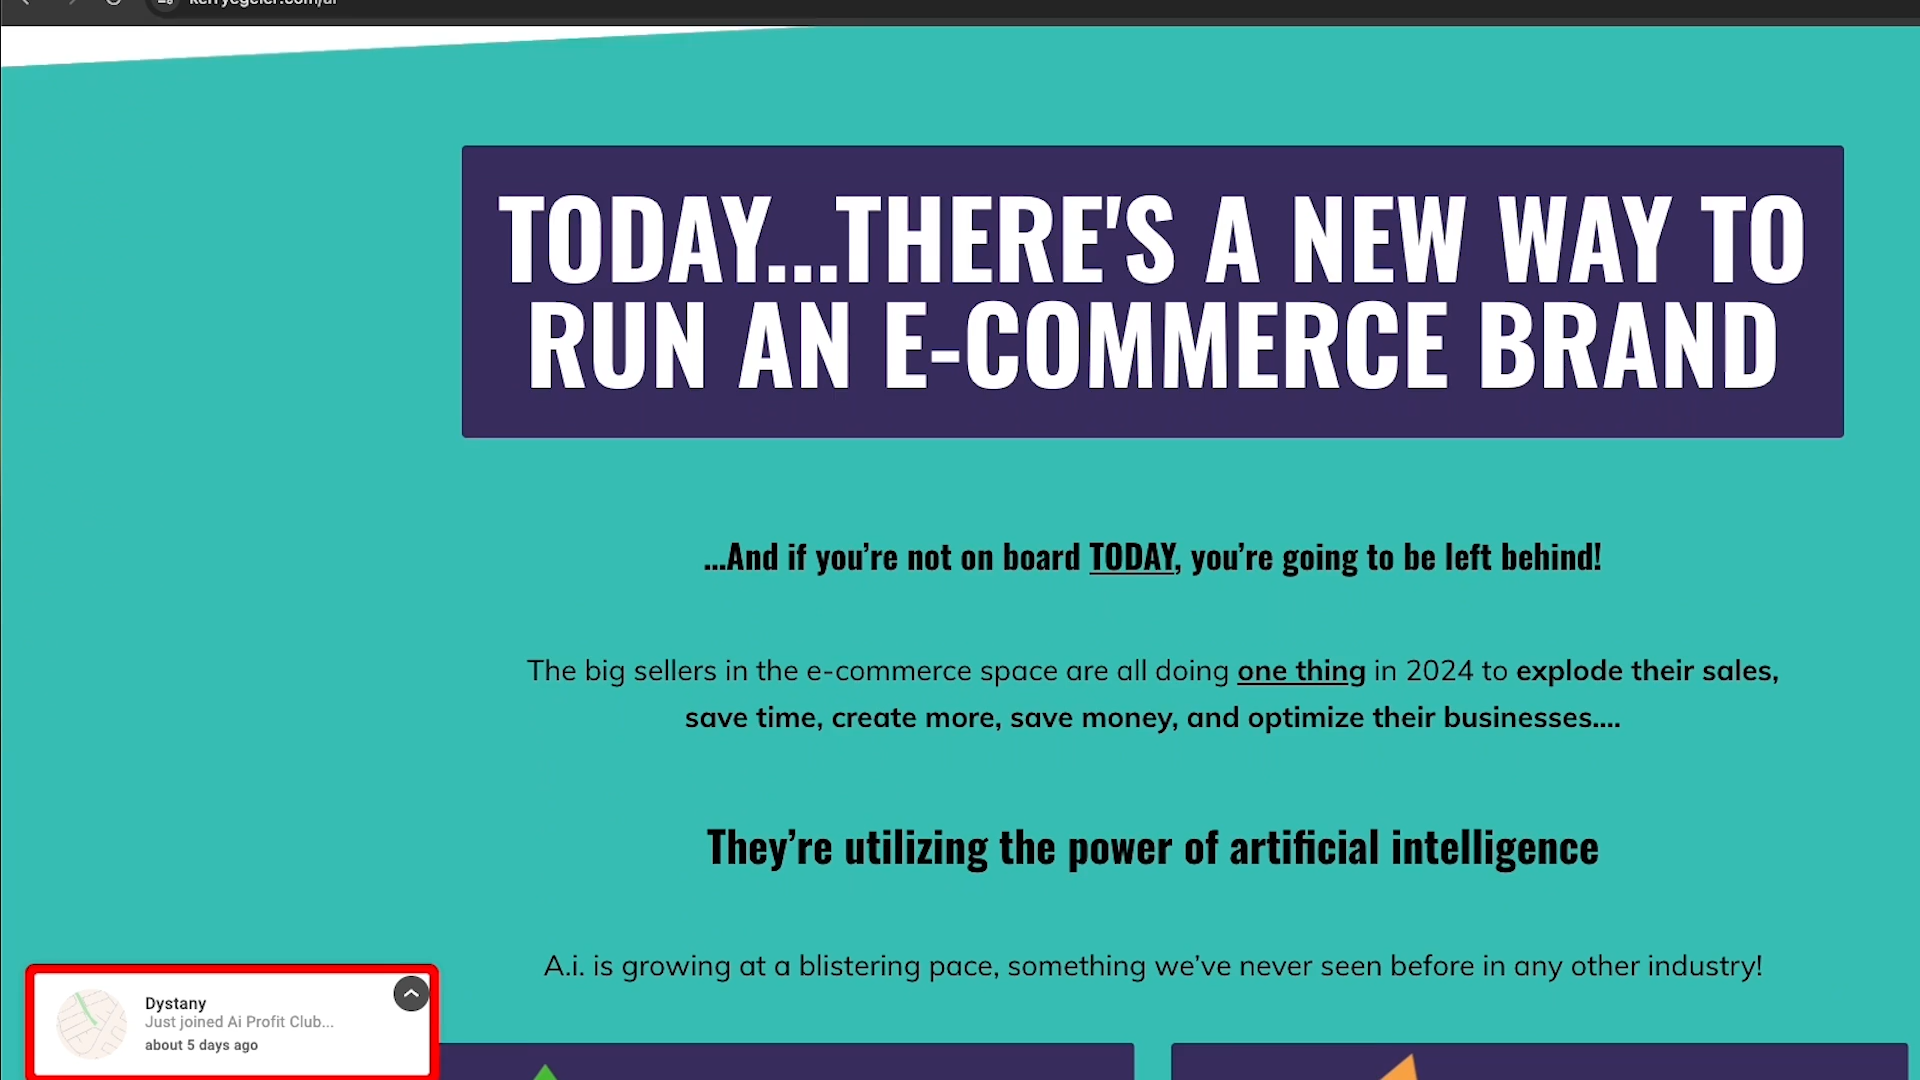 TODAY...THERE'S A NEW WAY TO
RUN AN E-COMMERCE BRAND
...And if you’re not on board TODAY, you’re going to be left behind!
The big sellers in the e-commerce space are all doing one thing in 2024 to explode their sales,
save time, create more, save money, and optimize their businesses....
They’re utilizing the power of artificial intelligence
A.i. is growing at a blistering pace, something we’ve never seen before in any other industry!
Dystany
Just joined Ai Profit Club...
about 5 days ago